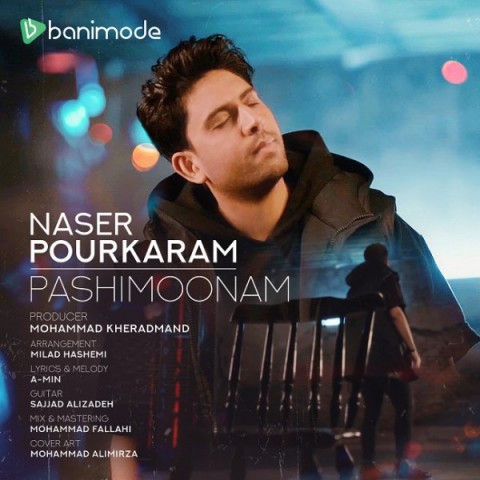 banimode
NASER
POURKARAM
PASHIMOONAM
PRODUCER
MOHAMMAD KHERADMAND
ARRANGEMENT
MILAD HASHEMI
LYRICS & MELODY
A-MIN
GUITAR
SAJJAD ALIZADEH
MIX & MASTERING
MOHAMMAD FALLAHI
COVER ART
MOHAMMAD ALIMIRZA